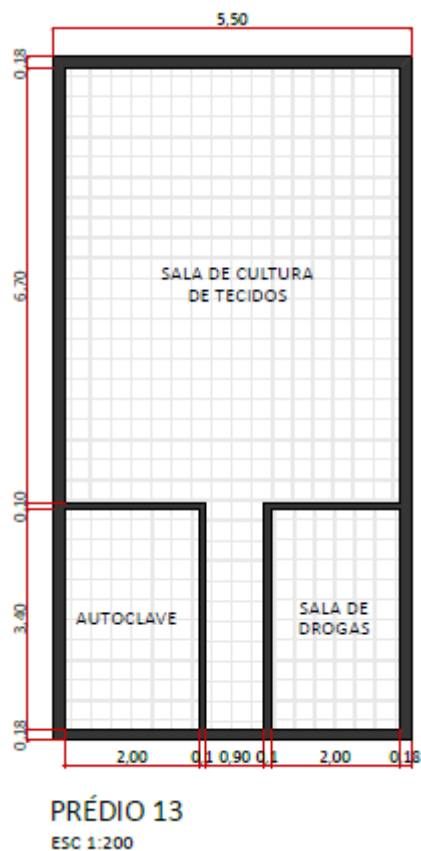 5,50
0,18
6,70
SALA DE CULTURA
DE TECIDOS
0,10
3,40
AUTOCLAVE
SALA DE
DROGAS
0,18
2,00 0,1 0,90 0,1 2,00 0,18
PRÉDIO 13
ESC 1:200